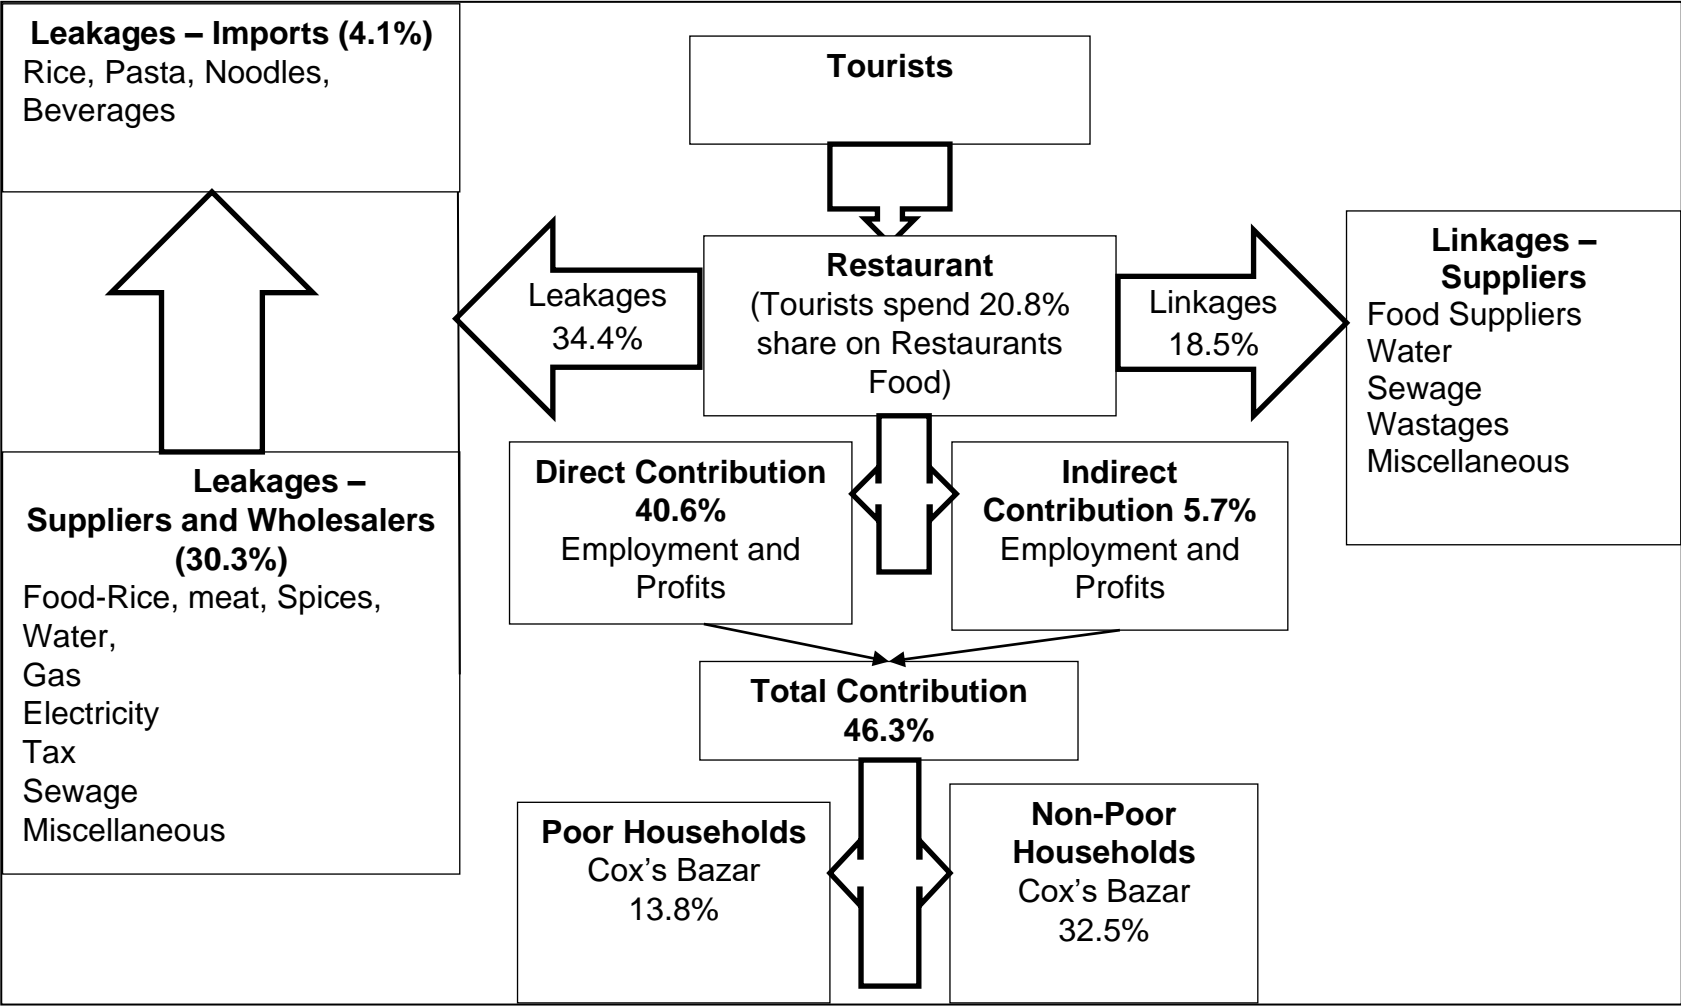 Leakages – Imports (4.1%)
Rice, Pasta, Noodles,
Beverages
Tourists
Restaurant
(Tourists spend 20.8%
share on Restaurants
Food)
Leakages
34.4%
Linkages
18.5%
Linkages –
Suppliers
Food Suppliers
Water
Sewage
Wastages
Miscellaneous
Leakages –
Suppliers and Wholesalers
(30.3%)
Food-Rice, meat, Spices,
Water,
Gas
Electricity
Tax
Sewage
Miscellaneous
Direct Contribution
40.6%
Employment and
Profits
Indirect
Contribution 5.7%
Employment and
Profits
Total Contribution
46.3%
Poor Households
Cox’s Bazar
13.8%
Non-Poor
Households
Cox’s Bazar
32.5%